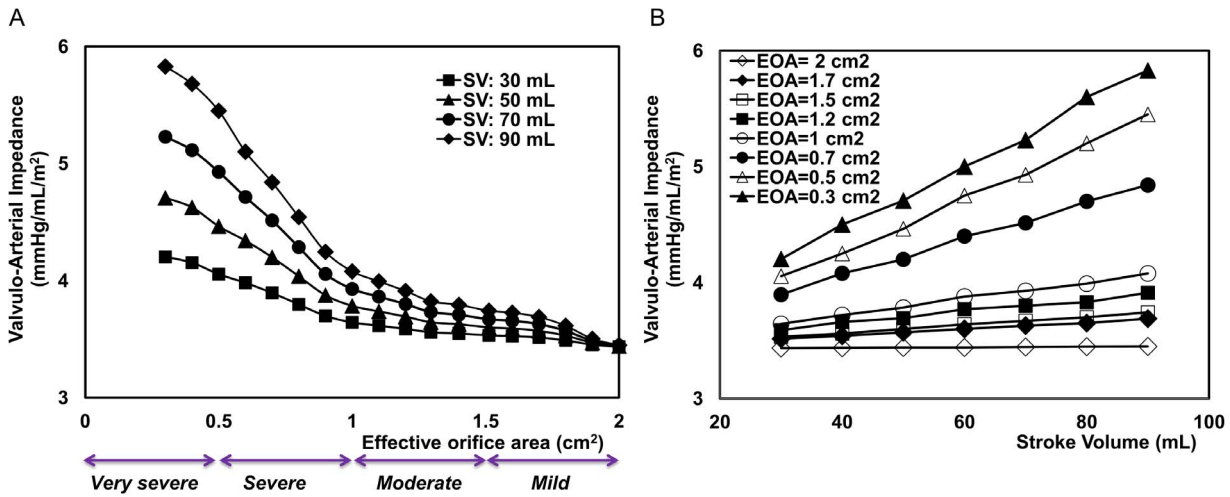 A
Valvulo-Arterial Impedance
(mmHg/mL/m²)
6
5
4
3
SV: 30 mL
SV: 50 mL
SV: 70 mL
SV: 90 mL
0 0.5 1 1.5 2
Effective orifice area (cm²)
Very severe Severe Moderate Mild
B
Valvulo-Arterial Impedance
(mmHg/mL/m²)
6
5
4
3
EOA= 2 cm2
EOA=1.7 cm2
EOA=1.5 cm2
EOA=1.2 cm2
EOA=1 cm2
EOA=0.7 cm2
EOA=0.5 cm2
EOA=0.3 cm2
20 40 60 80 100
Stroke Volume (mL)